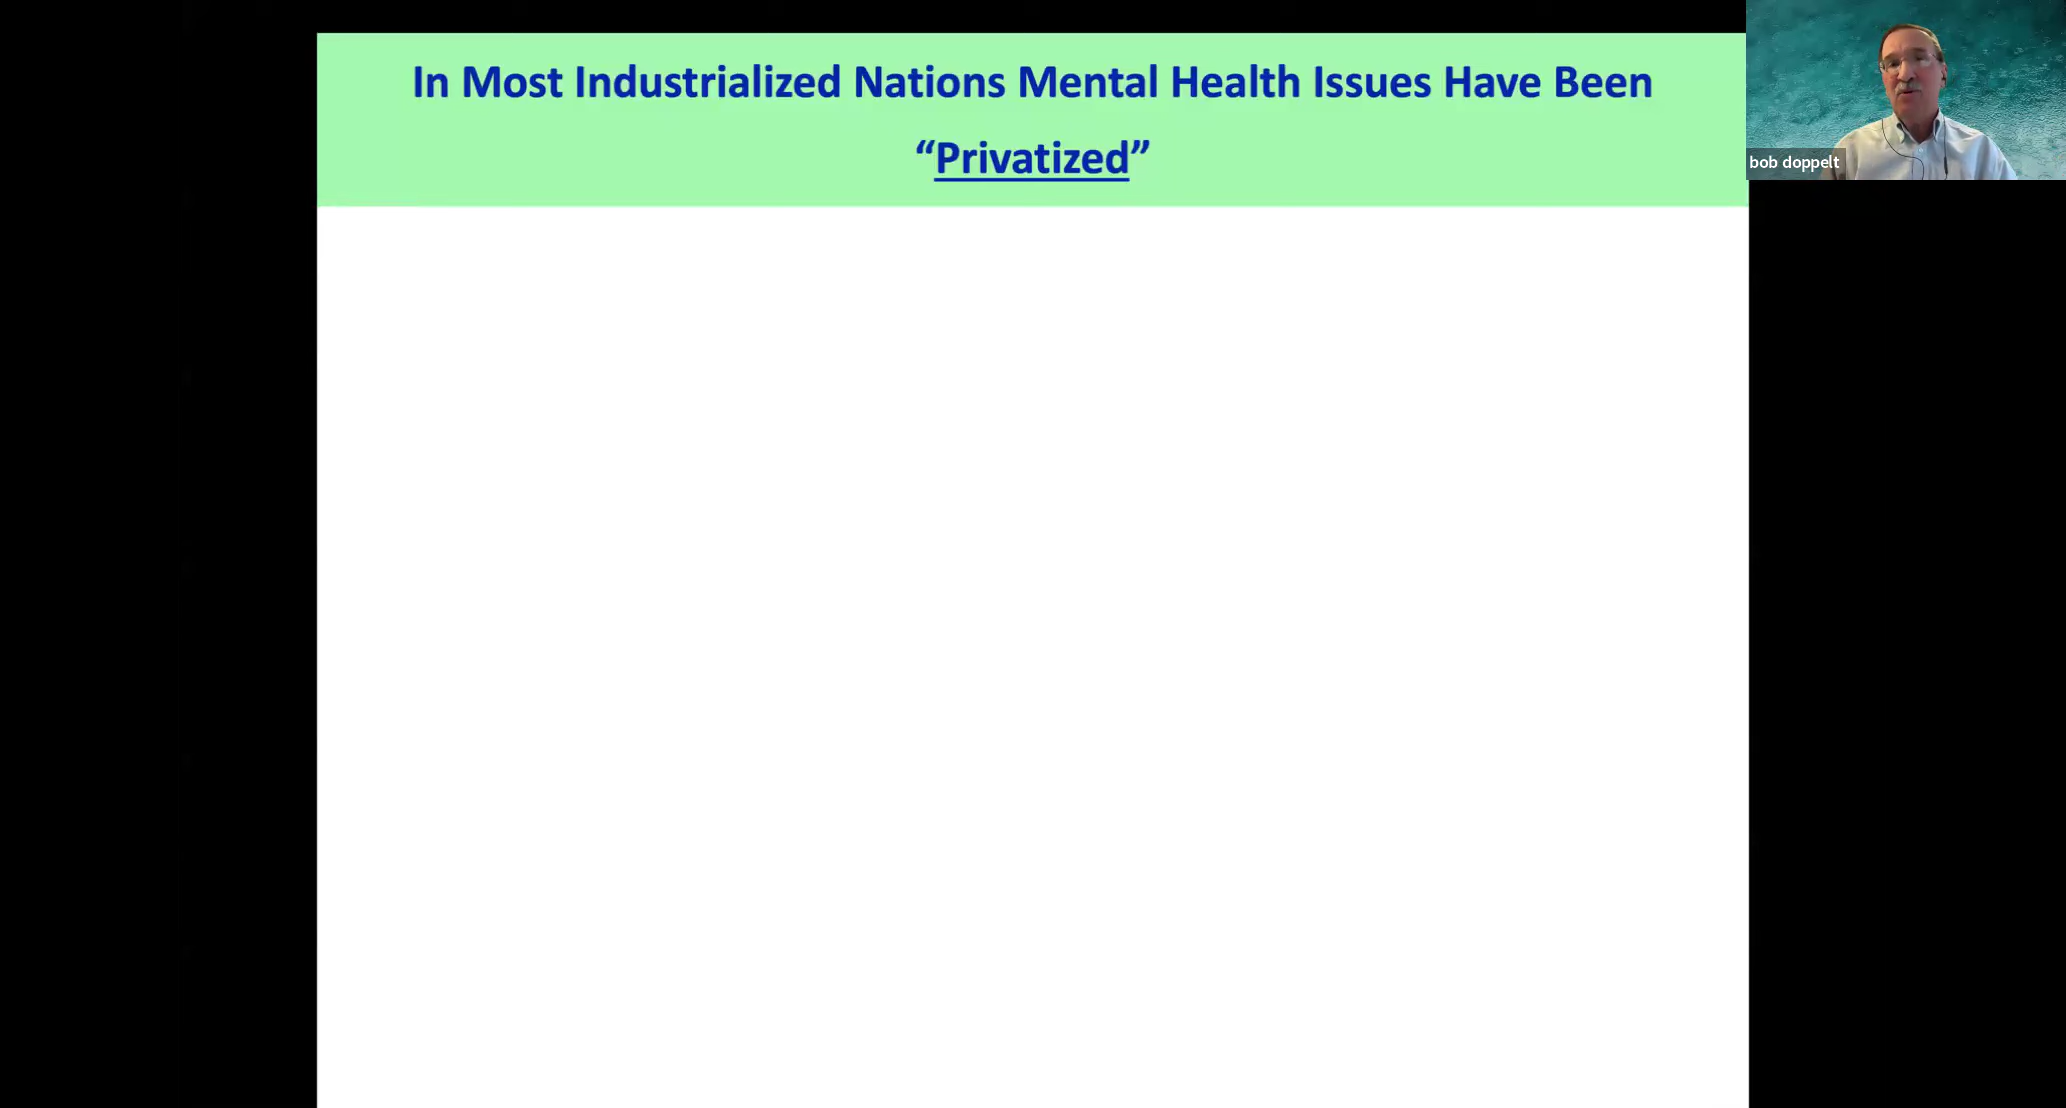 In Most Industrialized Nations Mental Health Issues Have Been
“Privatized”
bob doppelt